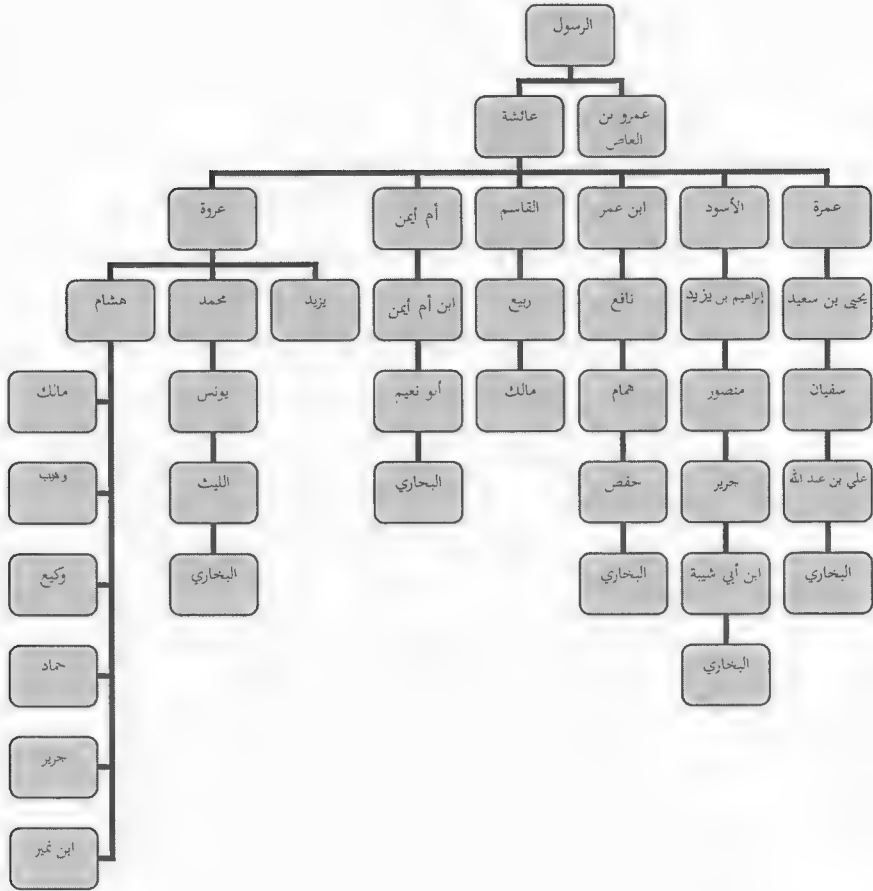 الرسول
عمرو بن
العاص
عائشة
عمرة
الأسود
ابن عمر
القاسم
أم أيمن
عروة
يحيى بن سعيد
إبراهيم بن يزيد
نافع
ربيع
ابن أم أيمن
يزيد
محمد
هشام
سفيان
منصور
همام
مالك
أبو نعيم
يونس
مالك
علي بن عبد الله
جرير
حفص
البخاري
الليث
وهيب
البخاري
ابن أبي شيبة
البخاري
البخاري
وكيع
البخاري
حماد
جرير
ابن نمير